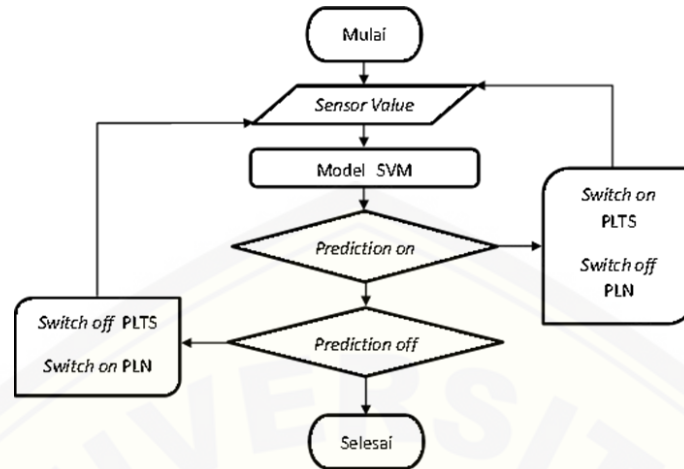 Mulai
Sensor Value
Model SVM
Prediction on
Switch on
PLTS
Switch off
PLN
Switch off PLTS
Switch on PLN
Prediction off
Selesai
UNIVERSIT